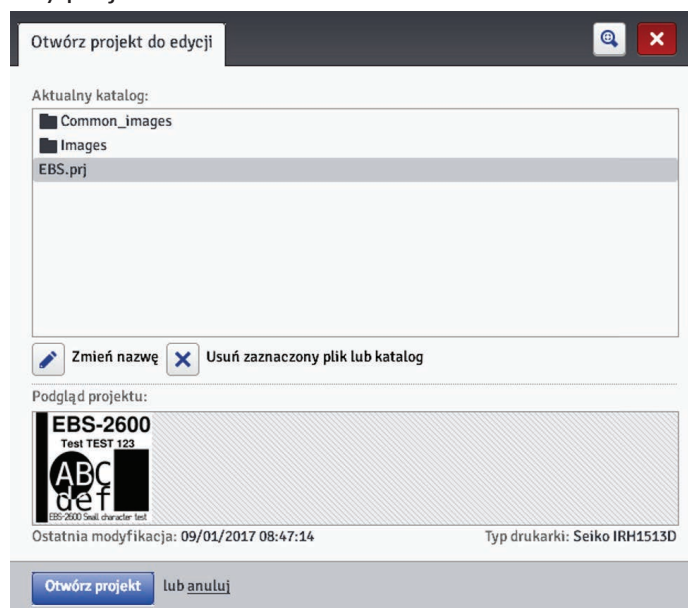 Otwórz projekt do edycji
Aktualny katalog:
Common_images
Images
EBS.prj
Zmień nazwę Usuń zaznaczony plik lub katalog
Podgląd projektu:
EBS-2600
Test TEST 123
ABC
def
EBS-2600 Small character test
Ostatnia modyfikacja: 09/01/2017 08:47:14 Typ drukarki: Seiko IRH1513D
Otwórz projekt lub anuluj